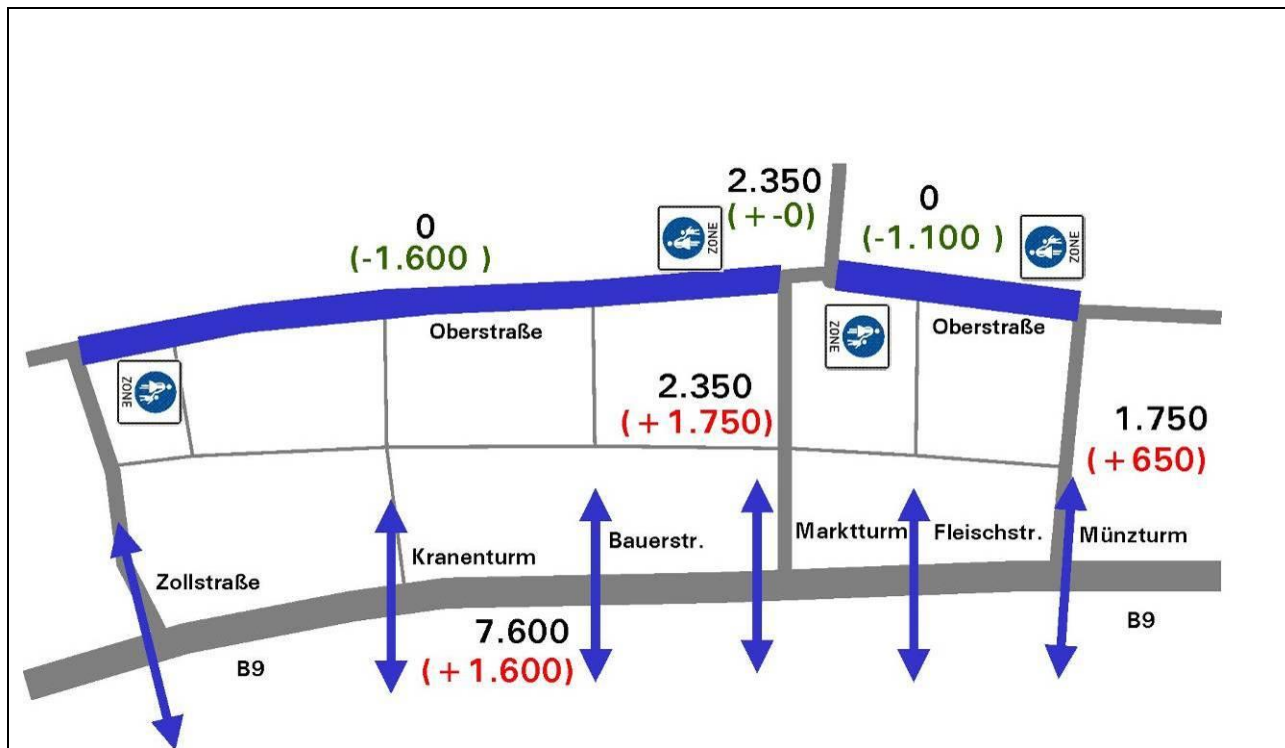 2.350
(+-0)
0
(-1.100 )
0
(-1.600 )
ZONE
ZONE
Oberstraße
Oberstraße
ZONE
ZONE
2.350
(+1.750)
1.750
(+650)
Zollstraße
Kranenturm
Bauerstr.
Marktturm
Fleischstr.
Münzturm
7.600
(+1.600)
B9
B9